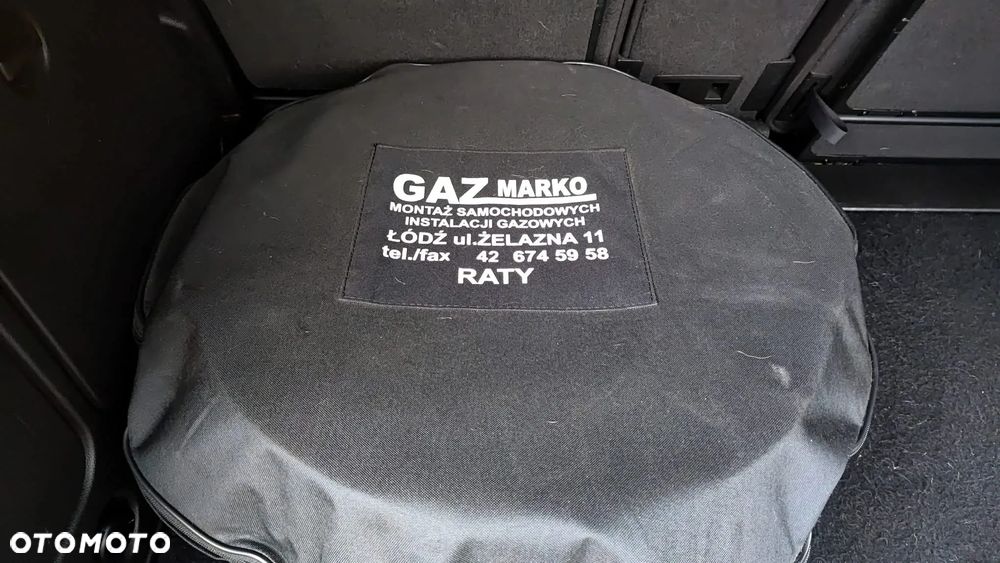 GAZ MARKO
MONTAŻ SAMOCHODOWYCH
INSTALACJI GAZOWYCH
ŁÓDŹ ul.ŻELAZNA 11
tel./fax 42 674 59 58
RATY
OTOMOTO